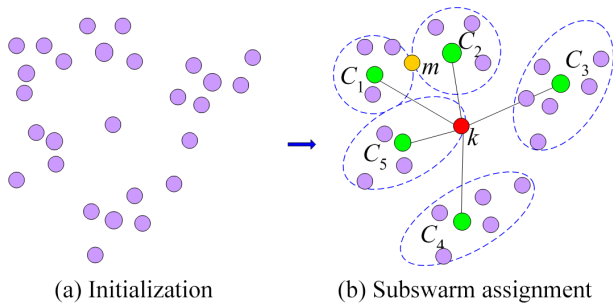 C1
m
C2
C3
C5
k
C4
(a) Initialization
(b) Subswarm assignment